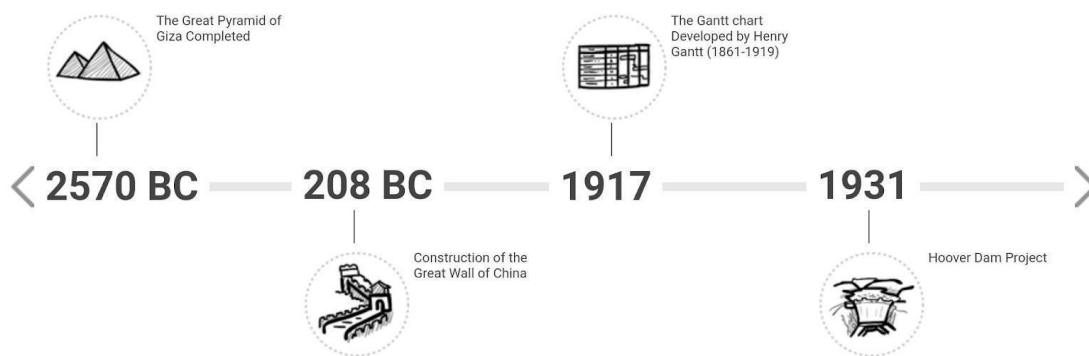 The Great Pyramid of
Giza Completed
The Gantt chart
Developed by Henry
Gantt (1861-1919)
2570 BC
208 BC
1917
1931
Construction of the
Great Wall of China
Hoover Dam Project